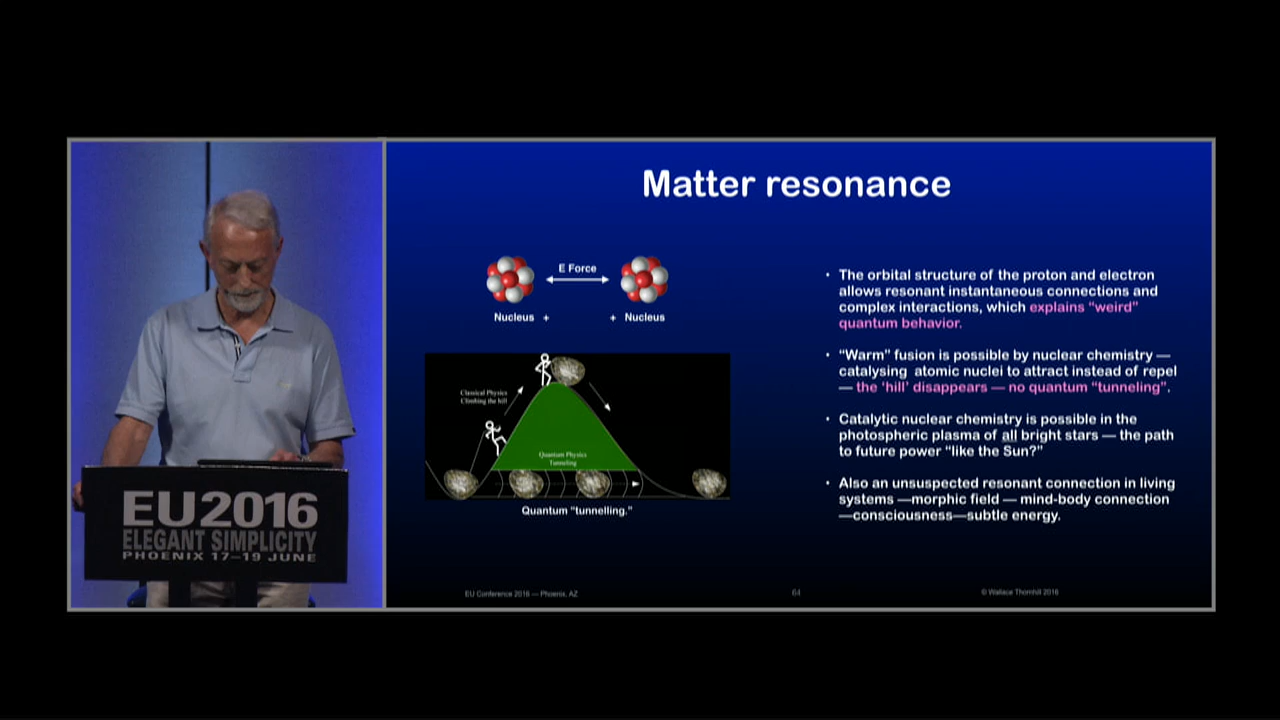 Matter resonance
E Force
Nucleus +
+ Nucleus
Classical Physics
Climbing the hill
Quantum Physics
Tunneling
Quantum “tunnelling.”
• The orbital structure of the proton and electron
allows resonant instantaneous connections and
complex interactions, which explains “weird”
quantum behavior.
• “Warm” fusion is possible by nuclear chemistry —
catalysing atomic nuclei to attract instead of repel
— the ‘hill’ disappears — no quantum “tunneling”.
• Catalytic nuclear chemistry is possible in the
photospheric plasma of all bright stars — the path
to future power “like the Sun?”
• Also an unsuspected resonant connection in living
systems —morphic field — mind-body connection
—consciousness—subtle energy.
EU Conference 2016 — Phoenix, AZ
64
© Wallace Thornhill 2016
EU2016
ELEGANT SIMPLICITY
PHOENIX 17–19 JUNE